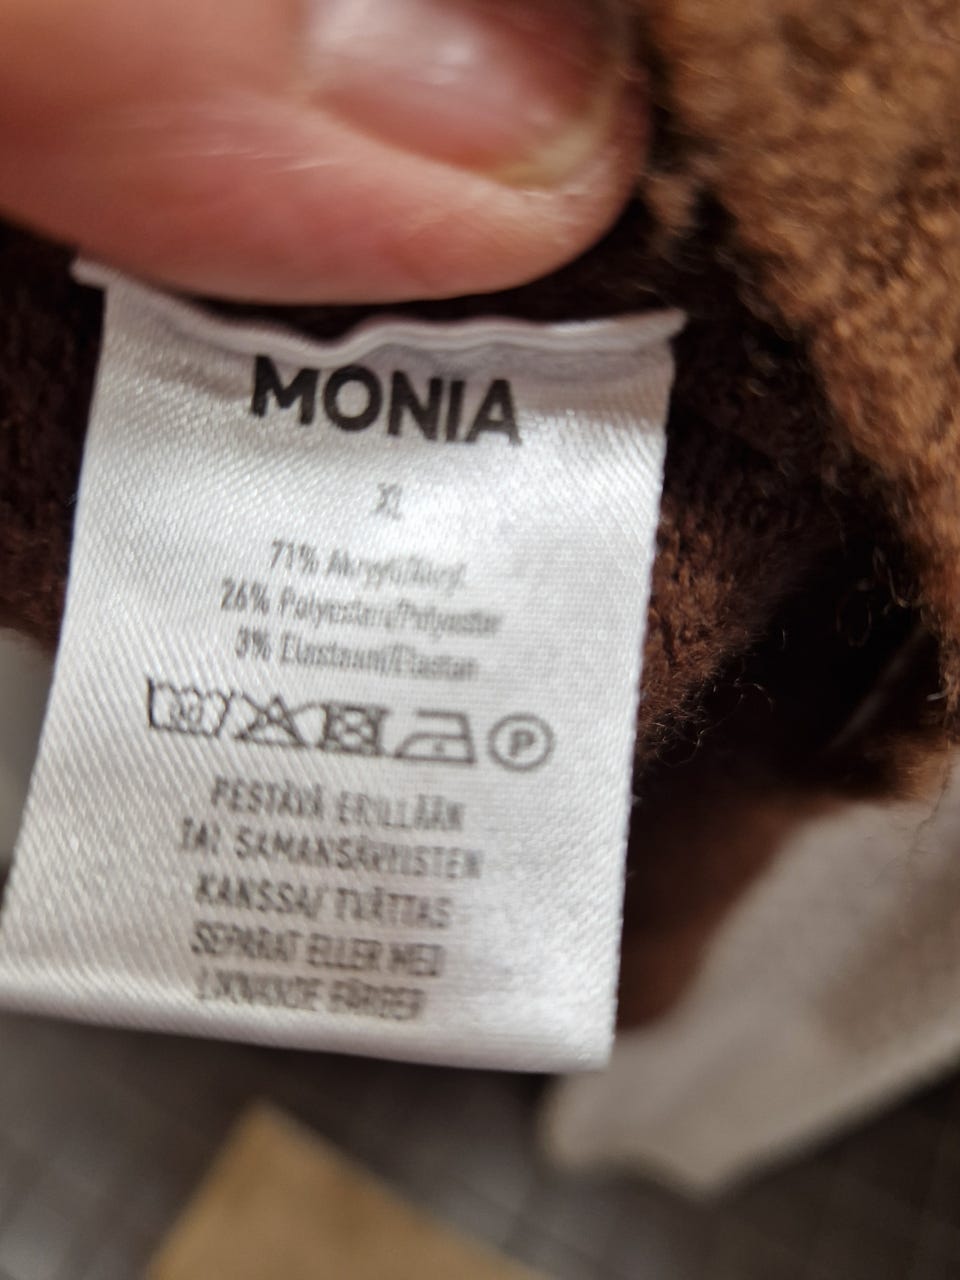 MONIA
XL
71% Akryyli/Akryl
26% Polyesteri/Polyester
3% Elastaani/Elastan
P
PESTÄVÄ ERILLÄÄN
TAI SAMANSÄVYISTEN
KANSSA/ TVÄTTAS
SEPARAT ELLER MED
LIKNANDE FÄRGER